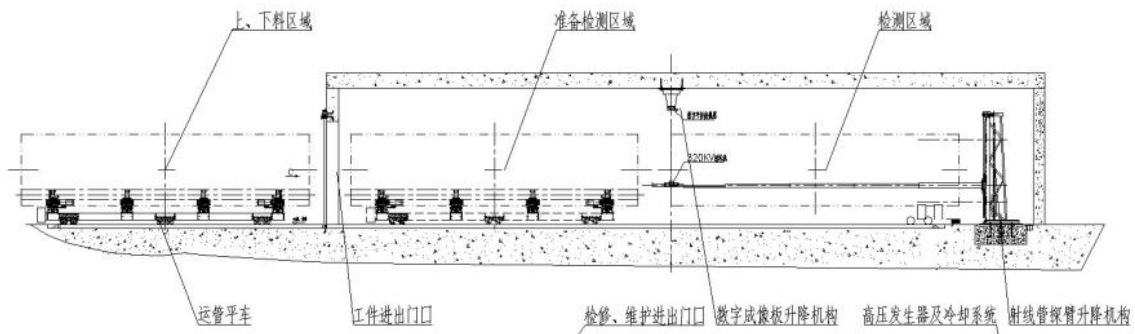 上、下料区域
准备检测区域
检测区域
320KV
运管平车
工件进出门口
检修、维护进出门口
数字成像板升降机构
高压发生器及冷却系统
射线管探臂升降机构